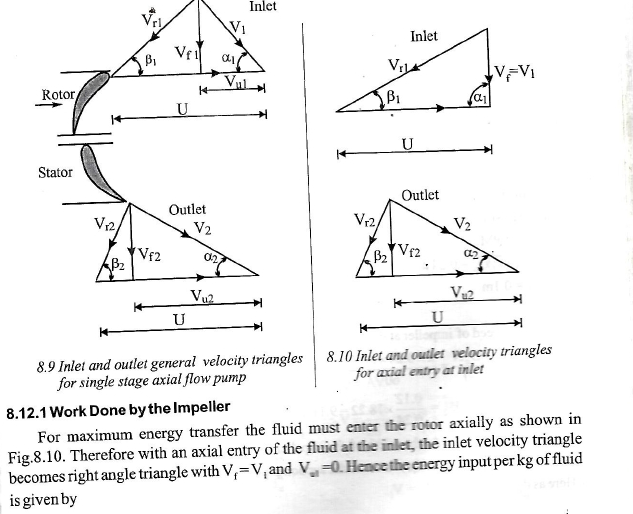 Inlet
Vr1
V1
Vf1
β1
α1
Vu1
U
Rotor
Stator
Outlet
Vr2
V2
Vf2
β2
α2
Vu2
U
8.9 Inlet and outlet general velocity triangles
for single stage axial flow pump
Inlet
Vr1
Vf=V1
β1
α1
U
Outlet
Vr2
V2
Vf2
β2
α2
Vu2
U
8.10 Inlet and outlet velocity triangles
for axial entry at inlet
8.12.1 Work Done by the Impeller
For maximum energy transfer the fluid must enter the rotor axially as shown in
Fig.8.10. Therefore with an axial entry of the fluid at the inlet, the inlet velocity triangle
becomes right angle triangle with Vf=V1 and Vu1=0. Hence the energy input per kg of fluid
is given by